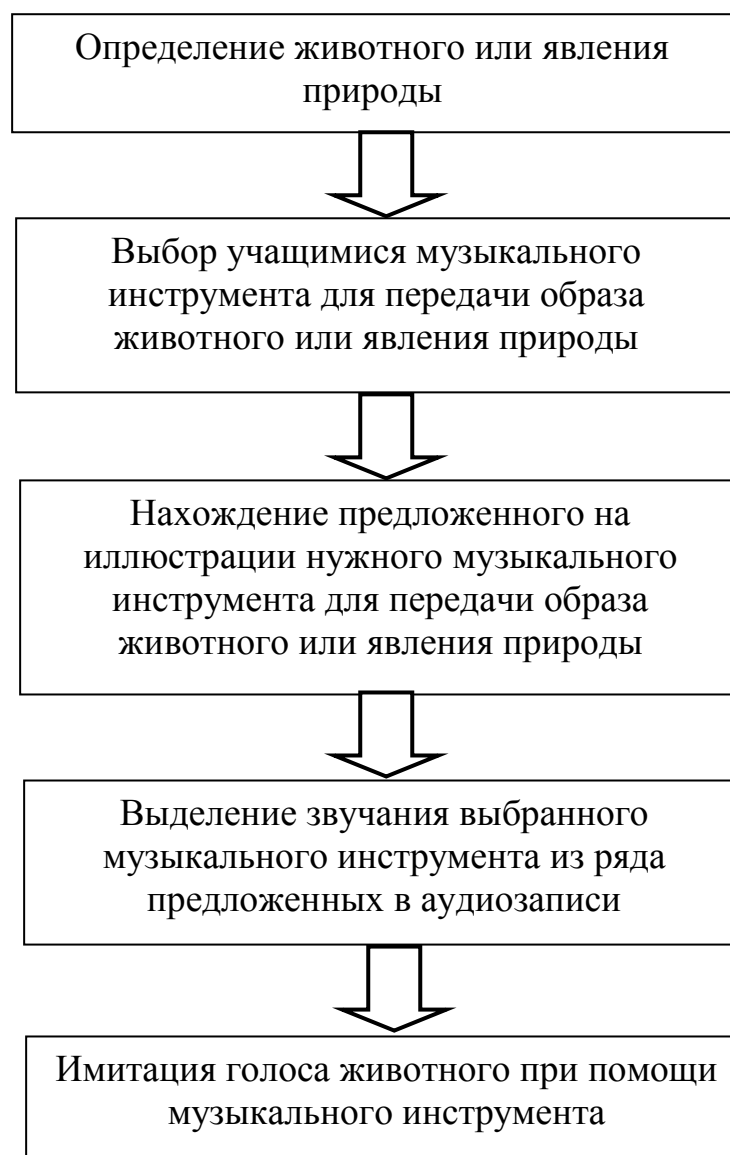 Определение животного или явления
природы
Выбор учащимися музыкального
инструмента для передачи образа
животного или явления природы
Нахождение предложенного на
иллюстрации нужного музыкального
инструмента для передачи образа
животного или явления природы
Выделение звучания выбранного
музыкального инструмента из ряда
предложенных в аудиозаписи
Имитация голоса животного при помощи
музыкального инструмента